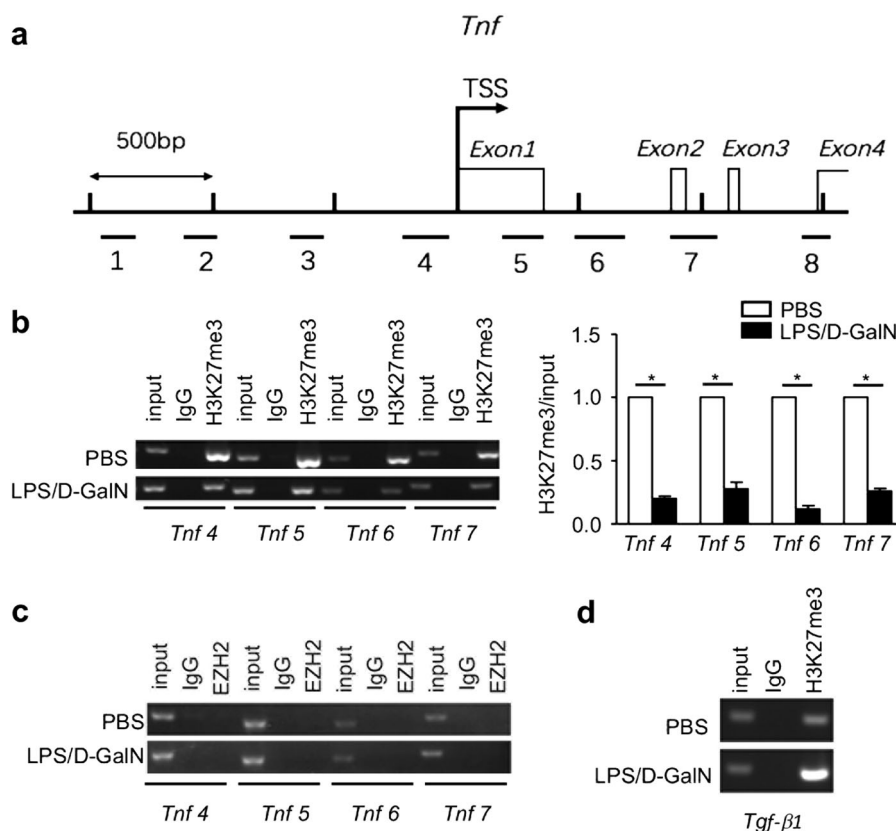 a
Tnf
TSS
500bp
Exon1
Exon2
Exon3
Exon4
1 2 3 4 5 6 7 8
b
input IgG H3K27me3 input IgG H3K27me3 input IgG H3K27me3 input IgG H3K27me3
PBS
LPS/D-GalN
Tnf 4 Tnf 5 Tnf 6 Tnf 7
PBS
LPS/D-GalN
H3K27me3/input
1.0
0.5
0.0
* * * *
Tnf 4 Tnf 5 Tnf 6 Tnf 7
c
input IgG EZH2 input IgG EZH2 input IgG EZH2 input IgG EZH2
PBS
LPS/D-GalN
Tnf 4 Tnf 5 Tnf 6 Tnf 7
d
input IgG H3K27me3
PBS
LPS/D-GalN
Tgf-β1